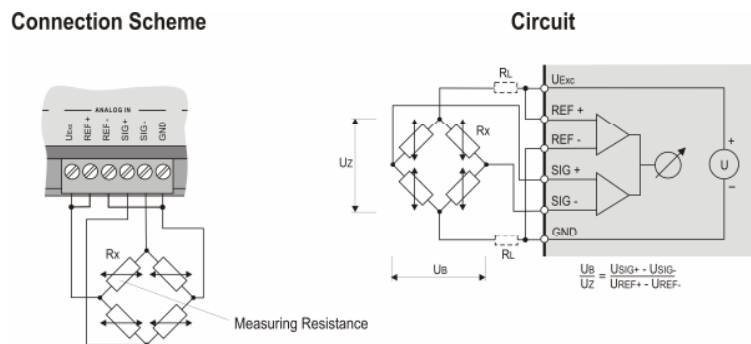 Connection Scheme
ANALOG IN
UExc
REF +
REF -
SIG +
SIG -
GND
Rx
Measuring Resistance
Circuit
RL
UExc
REF +
Rx
REF -
UZ
SIG +
SIG -
GND
RL
UB
+
U
−
UB / UZ = USIG+ - USIG- / UREF+ - UREF-